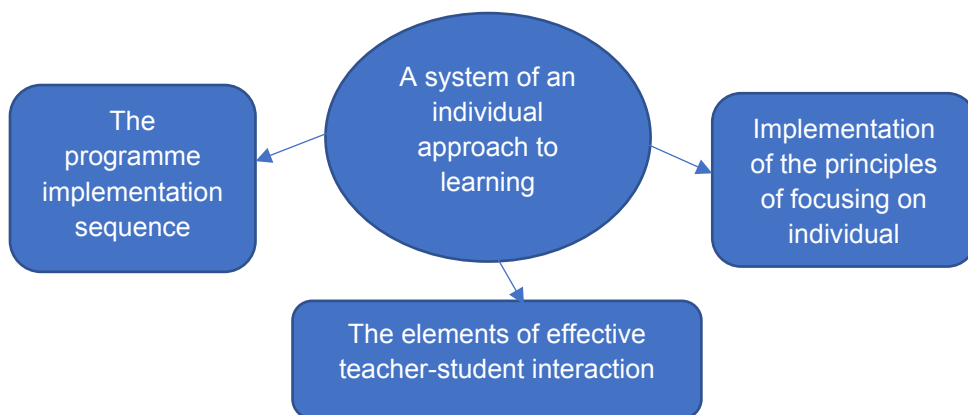 A system of an
individual
approach to
learning
The
programme
implementation
sequence
Implementation
of the principles
of focusing on
individual
The elements of effective
teacher-student interaction